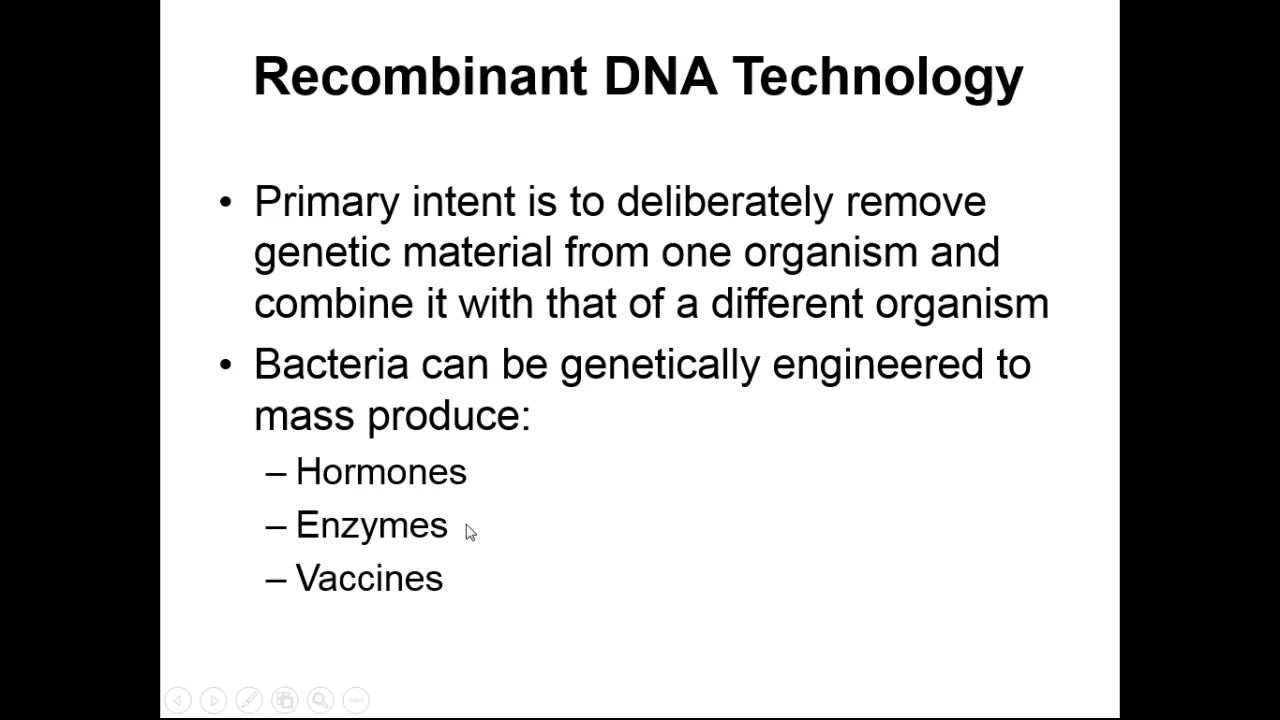 Recombinant DNA Technology
• Primary intent is to deliberately remove
genetic material from one organism and
combine it with that of a different organism
• Bacteria can be genetically engineered to
mass produce:
– Hormones
– Enzymes
– Vaccines